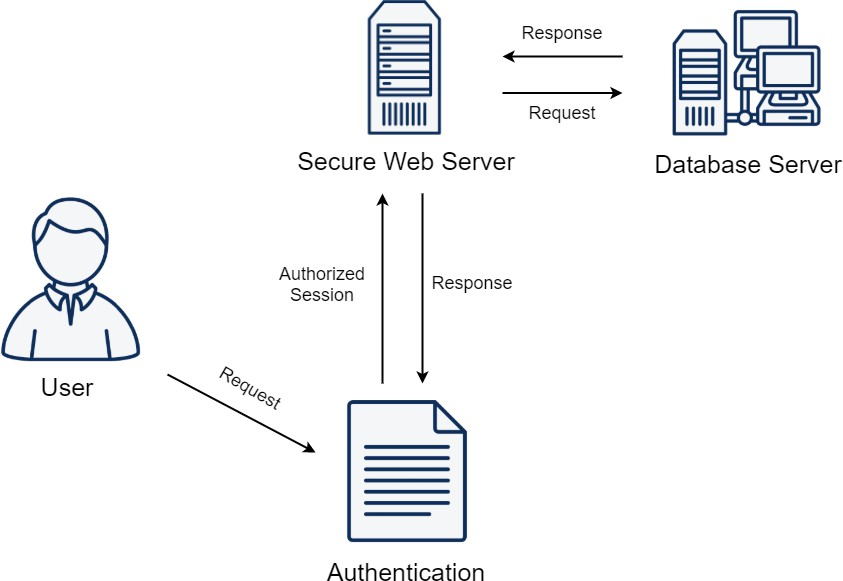 Response
Request
Secure Web Server
Database Server
Authorized
Session
Response
User
Request
Authentication